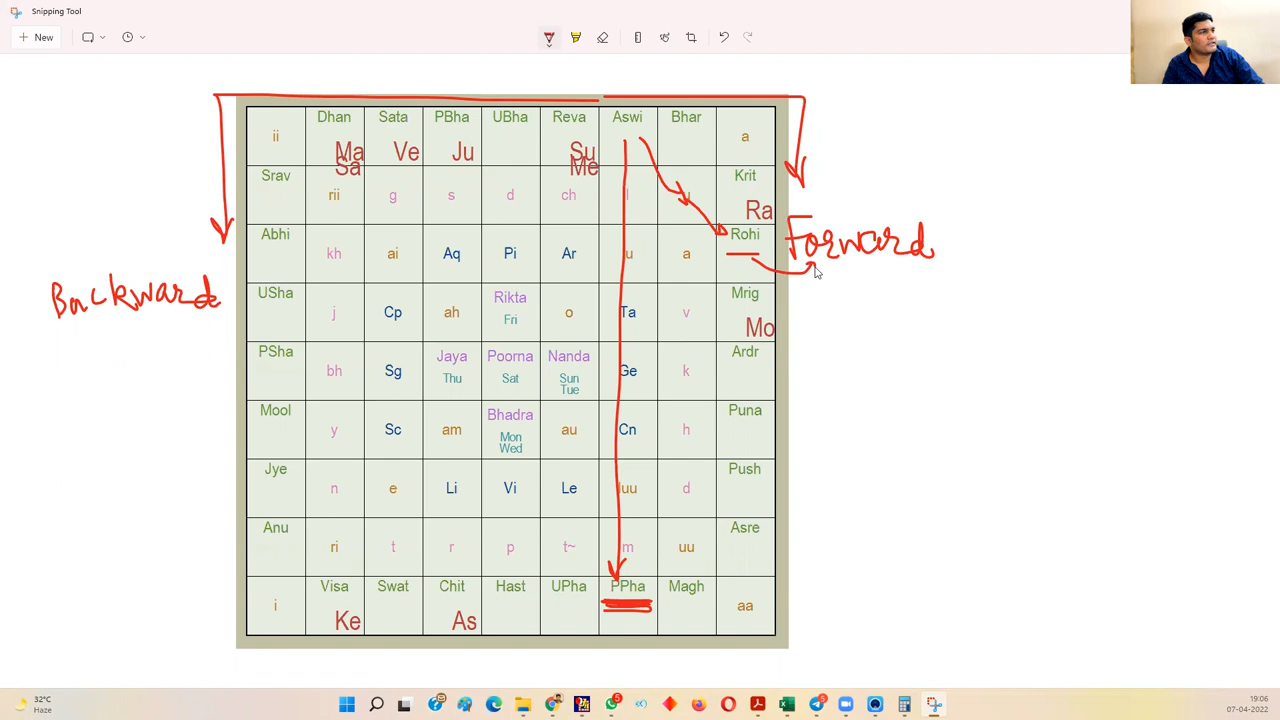 Snipping Tool
New
ii Dhan Sata PBha UBha Reva Aswi Bhar a
Ma Sa Ve Ju Su Me
Srav rii g s d ch l u Krit
Ra
Abhi kh ai Aq Pi Ar u a Rohi
Forward
USha j Cp ah Rikta Fri o Ta v Mrig
Mo
Backward
PSha bh Sg Jaya Thu Poorna Sat Nanda Sun Tue Ge k Ardr
Mool y Sc am Bhadra Mon Wed au Cn h Puna
Jye n e Li Vi Le luu d Push
Anu ri t r p t~ m uu Asre
i Visa Swat Chit Hast UPha PPha Magh aa
Ke As
32°C
Haze
5
5
19:06
07-04-2022